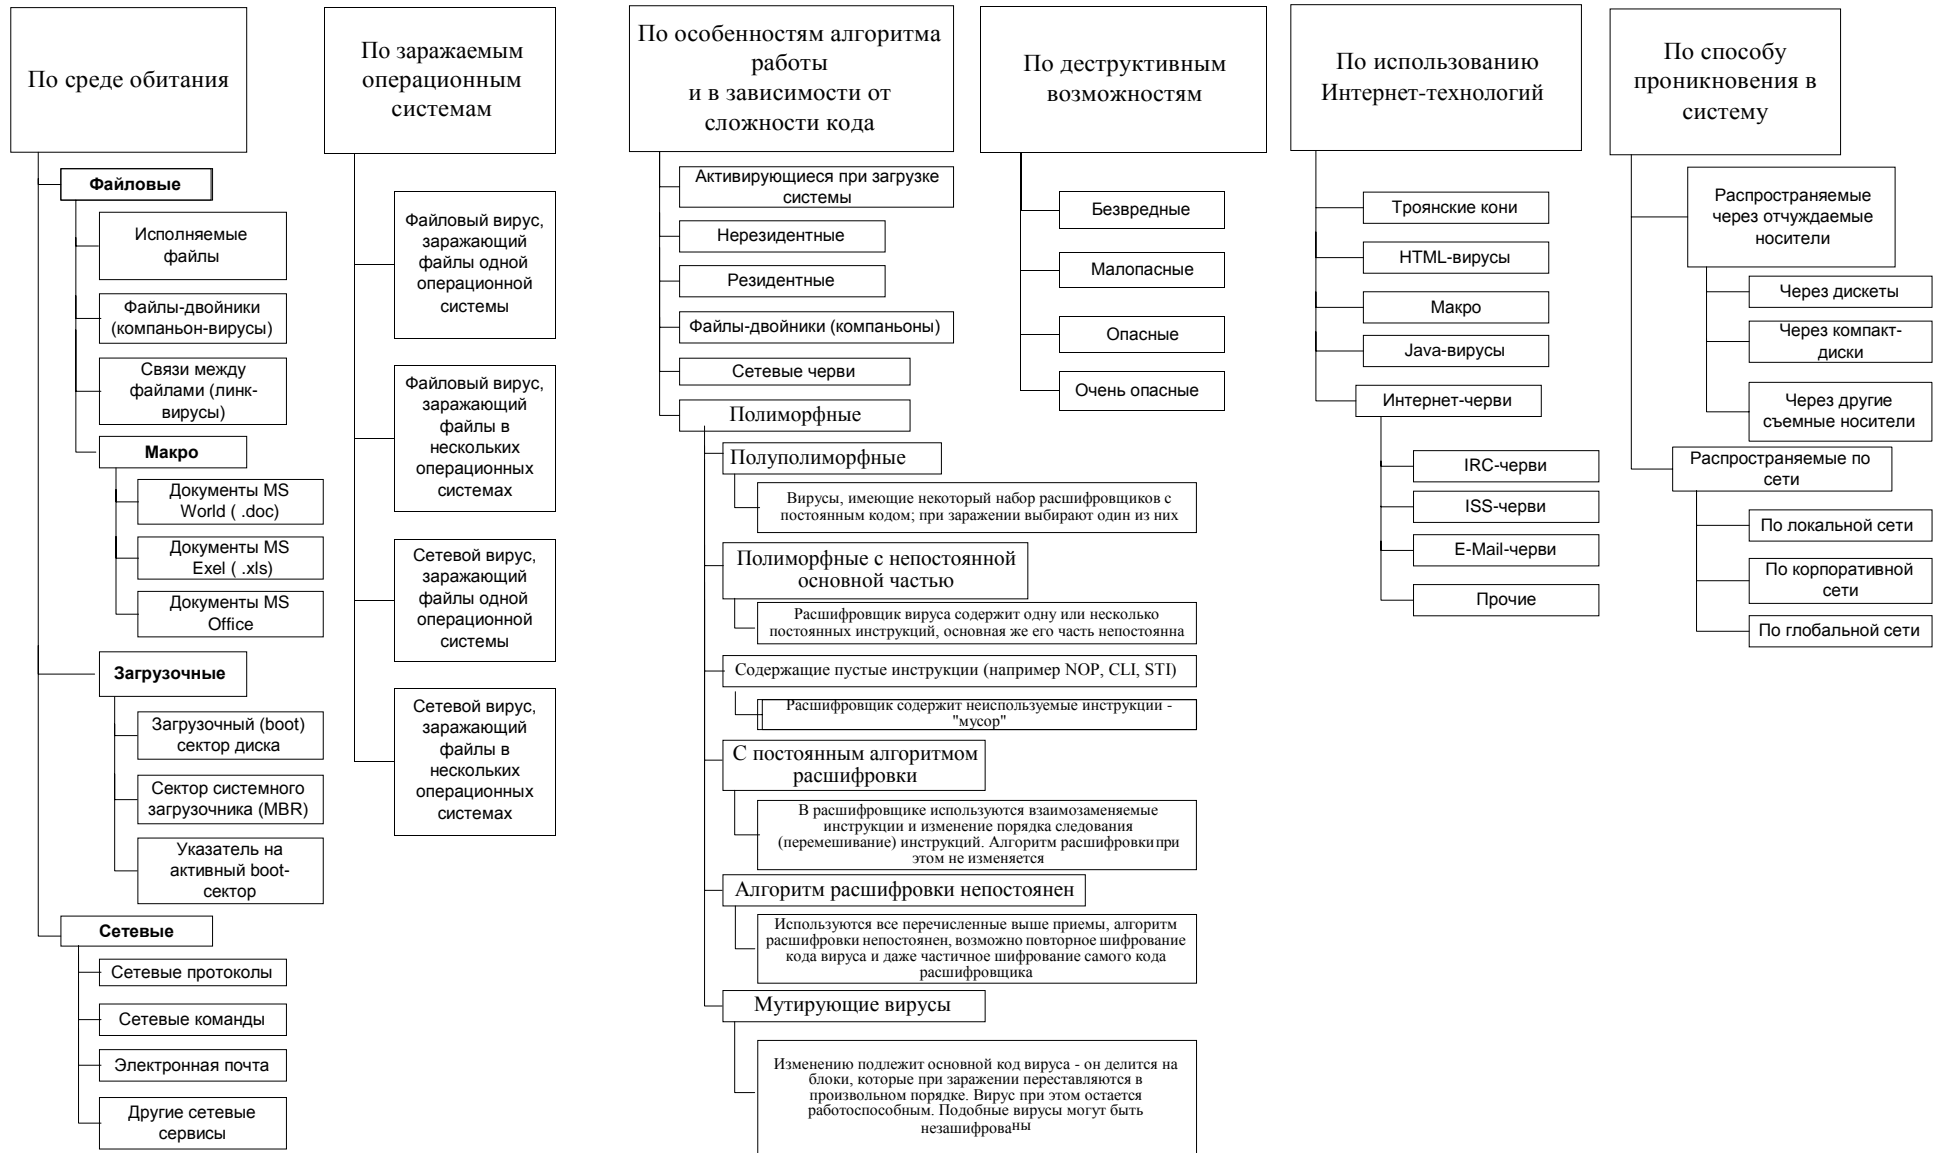 По среде обитания
Файловые
Исполняемые
файлы
Файлы-двойники
(компаньон-вирусы)
Связи между
файлами (линк-
вирусы)
Макро
Документы MS
World ( .doc)
Документы MS
Exel ( .xls)
Документы MS
Office
Загрузочные
Загрузочный (boot)
сектор диска
Сектор системного
загрузчика (MBR)
Указатель на
активный boot-
сектор
Сетевые
Сетевые протоколы
Сетевые команды
Электронная почта
Другие сетевые
сервисы
По заражаемым
операционным
системам
Файловый вирус,
заражающий
файлы одной
операционной
системы
Файловый вирус,
заражающий
файлы в
нескольких
операционных
системах
Сетевой вирус,
заражающий
файлы одной
операционной
системы
Сетевой вирус,
заражающий
файлы в
нескольких
операционных
системах
По особенностям алгоритма
работы
и в зависимости от
сложности кода
Активирующиеся при загрузке
системы
Нерезидентные
Резидентные
Файлы-двойники (компаньоны)
Сетевые черви
Полиморфные
Полуполиморфные
Вирусы, имеющие некоторый набор расшифровщиков с
постоянным кодом; при заражении выбирают один из них
Полиморфные с непостоянной
основной частью
Расшифровщик вируса содержит одну или несколько
постоянных инструкций, основная же его часть непостоянна
Содержащие пустые инструкции (например NOP, CLI, STI)
Расшифровщик содержит неиспользуемые инструкции -
"мусор"
С постоянным алгоритмом
расшифровки
В расшифровщике используются взаимозаменяемые
инструкции и изменение порядка следования
(перемешивание) инструкций. Алгоритм расшифровки при
этом не изменяется
Алгоритм расшифровки непостоянен
Используются все перечисленные выше приемы, алгоритм
расшифровки непостоянен, возможно повторное шифрование
кода вируса и даже частичное шифрование самого кода
расшифровщика
Мутирующие вирусы
Изменению подлежит основной код вируса - он делится на
блоки, которые при заражении переставляются в
произвольном порядке. Вирус при этом остается
работоспособным. Подобные вирусы могут быть
незашифрованы
По деструктивным
возможностям
Безвредные
Малопасные
Опасные
Очень опасные
По использованию
Интернет-технологий
Троянские кони
HTML-вирусы
Макро
Java-вирусы
Интернет-черви
IRC-черви
ISS-черви
E-Mail-черви
Прочие
По способу
проникновения в
систему
Распространяемые
через отчуждаемые
носители
Через дискеты
Через компакт-
диски
Через другие
съемные носители
Распространяемые по
сети
По локальной сети
По корпоративной
сети
По глобальной сети